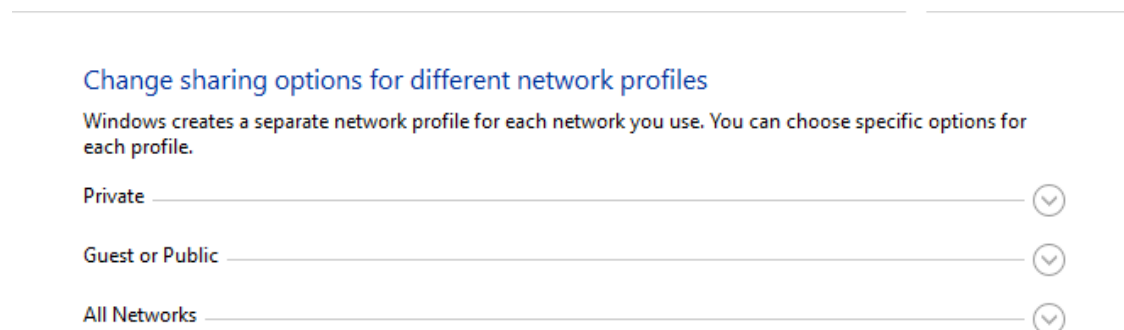 Change sharing options for different network profiles
Windows creates a separate network profile for each network you use. You can choose specific options for
each profile.
Private
Guest or Public
All Networks